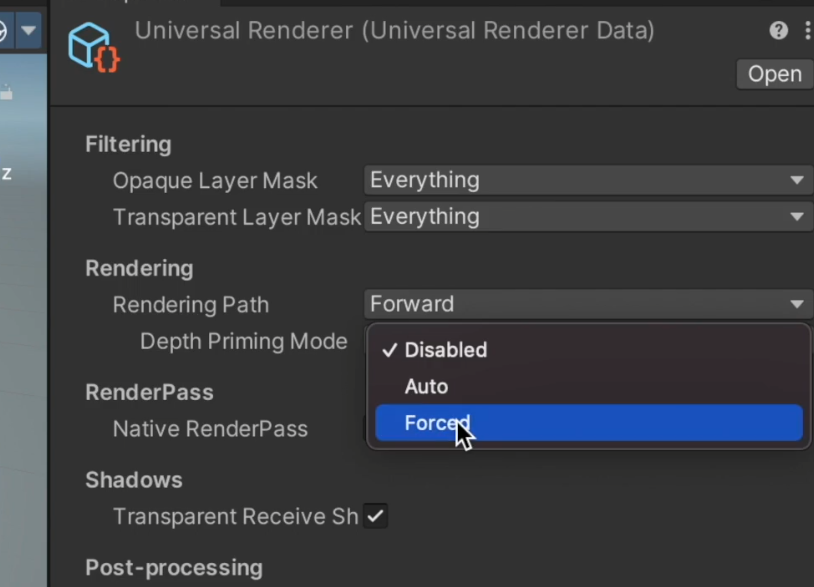 Universal Renderer (Universal Renderer Data)
Open
Filtering
Opaque Layer Mask Everything
Transparent Layer Mask Everything
Rendering
Rendering Path Forward
Depth Priming Mode
✓ Disabled
Auto
RenderPass
Forced
Native RenderPass
Shadows
Transparent Receive Sh
Post-processing
z